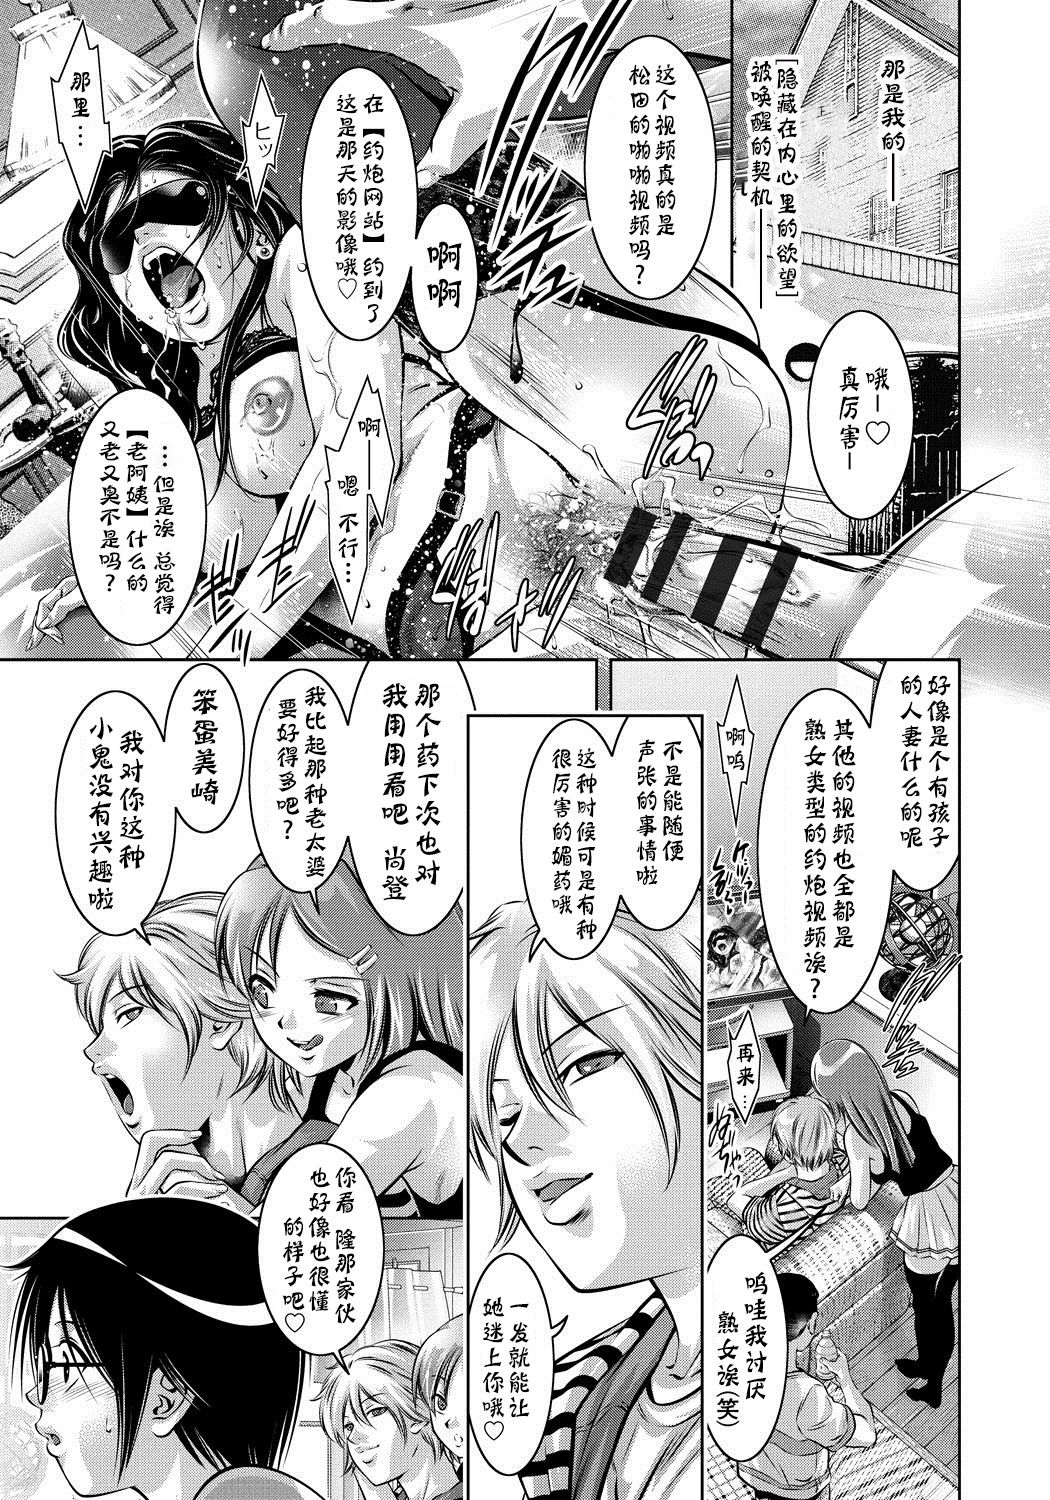 那是我的——
[隐藏在内心里的欲望]
被唤醒的契机——
哦—♡
真厉害—
这个视频真的是
松田的啪啪视频吗？
在【约炮网站】约到了
这是那天的影像哦♡
啊
啊
ヒッ
那里…
啊——
嗯 不行…
…但是诶 总觉得
【老阿姨】什么的
又老又臭不是吗？
好像是个有孩子
的人妻什么的呢
其他的视频也全都是
熟女类型的约炮视频诶？
啊呜
再来…
呜哇我讨厌
熟女诶(笑)
不是能随便
声张的事情啦
这种时候可是有种
很厉害的媚药哦
一发就能让
她迷上你哦♡
那个药下次也对
我用用看吧 尚登
我比起那种老太婆
要好得多吧？
笨蛋美崎
我对你这种
小鬼没有兴趣啦
你看 隆那家伙
也好像也很懂
的样子吧♡